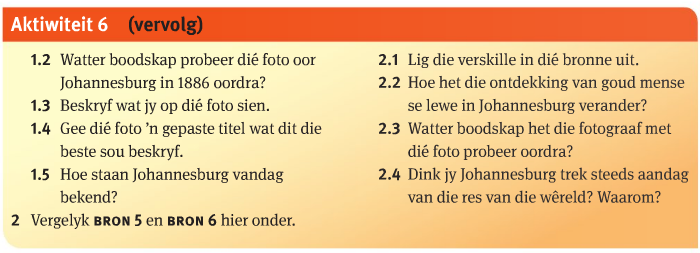 Aktiwiteit 6 (vervolg)
1.2 Watter boodskap probeer dié foto oor
Johannesburg in 1886 oordra?
1.3 Beskryf wat jy op dié foto sien.
1.4 Gee dié foto ’n gepaste titel wat dit die
beste sou beskryf.
1.5 Hoe staan Johannesburg vandag
bekend?
2 Vergelyk BRON 5 en BRON 6 hier onder.
2.1 Lig die verskille in dié bronne uit.
2.2 Hoe het die ontdekking van goud mense
se lewe in Johannesburg verander?
2.3 Watter boodskap het die fotograaf met
dié foto probeer oordra?
2.4 Dink jy Johannesburg trek steeds aandag
van die res van die wêreld? Waarom?